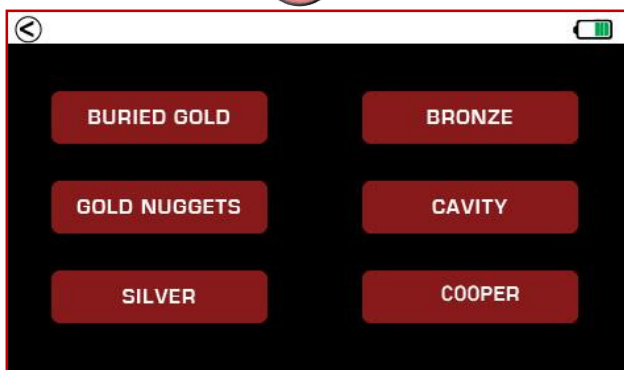 BURIED GOLD
BRONZE
GOLD NUGGETS
CAVITY
SILVER
COOPER